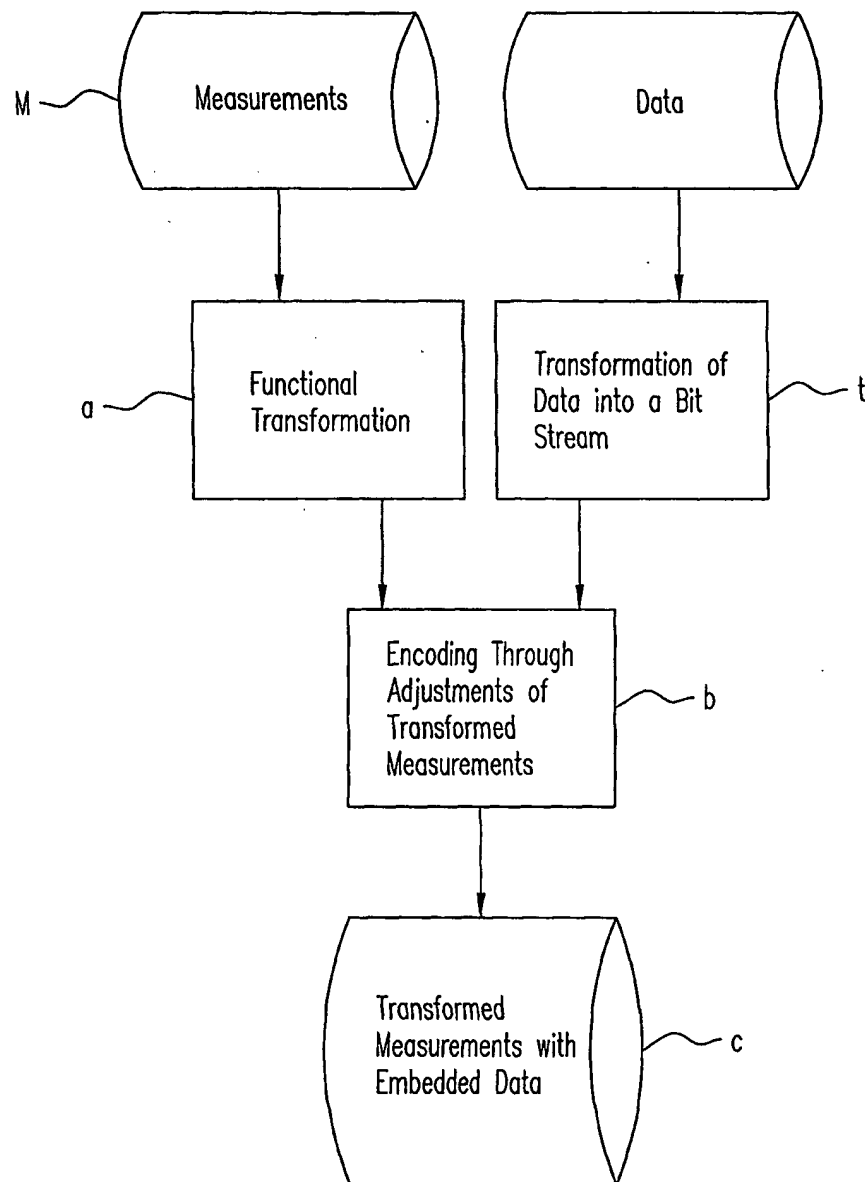 M
Measurements
Data
a
Functional
Transformation
Transformation of
Data into a Bit
Stream
t
Encoding Through
Adjustments of
Transformed
Measurements
b
Transformed
Measurements with
Embedded Data
c